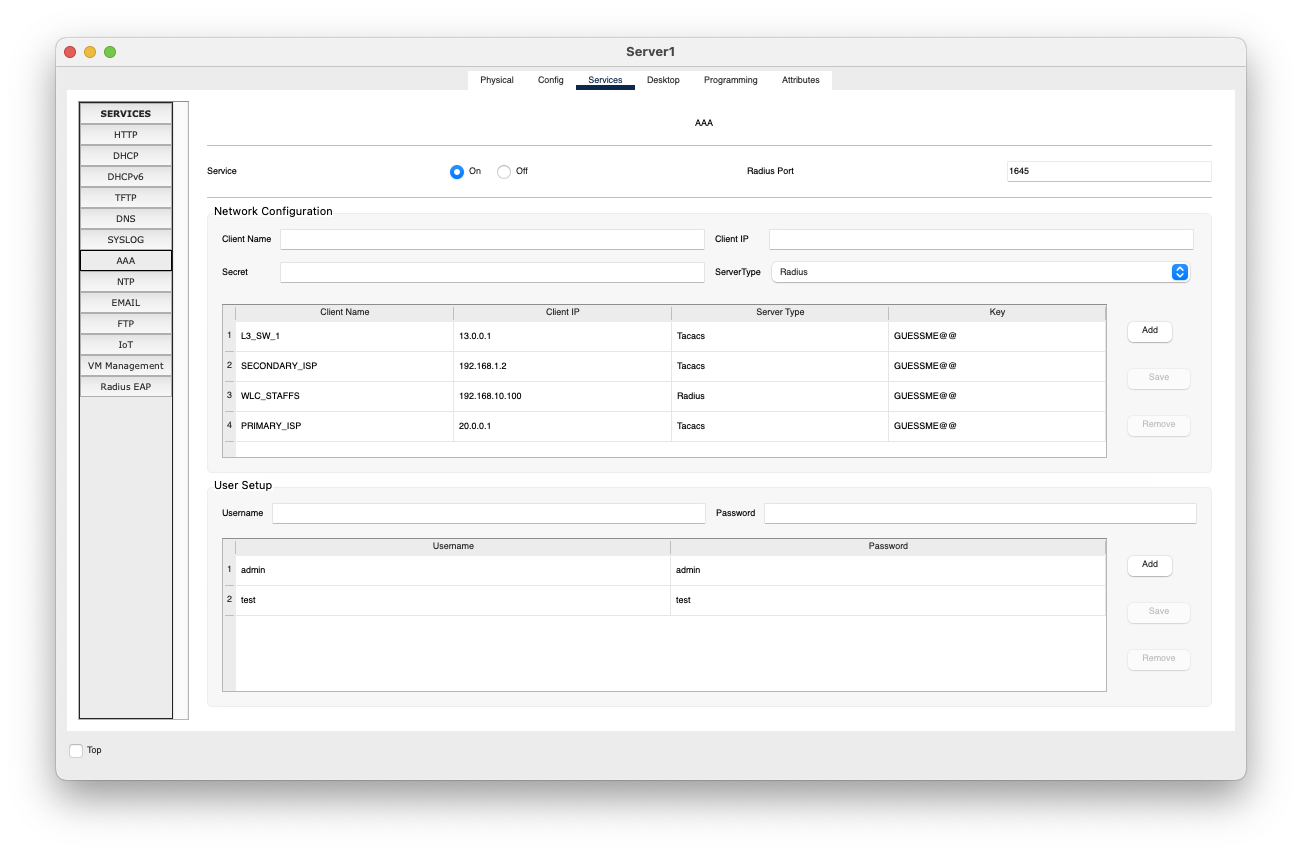 Server1
Physical Config Services Desktop Programming Attributes
SERVICES
HTTP
DHCP
DHCPv6
TFTP
DNS
SYSLOG
AAA
NTP
EMAIL
FTP
IoT
VM Management
Radius EAP
AAA
Service On Off Radius Port 1645
Network Configuration
Client Name Client IP
Secret ServerType Radius
Client Name Client IP Server Type Key
1 L3_SW_1 13.0.0.1 Tacacs GUESSME@@
2 SECONDARY_ISP 192.168.1.2 Tacacs GUESSME@@
3 WLC_STAFFS 192.168.10.100 Radius GUESSME@@
4 PRIMARY_ISP 20.0.0.1 Tacacs GUESSME@@
Add
Save
Remove
User Setup
Username Password
Username Password
1 admin admin
2 test test
Add
Save
Remove
Top